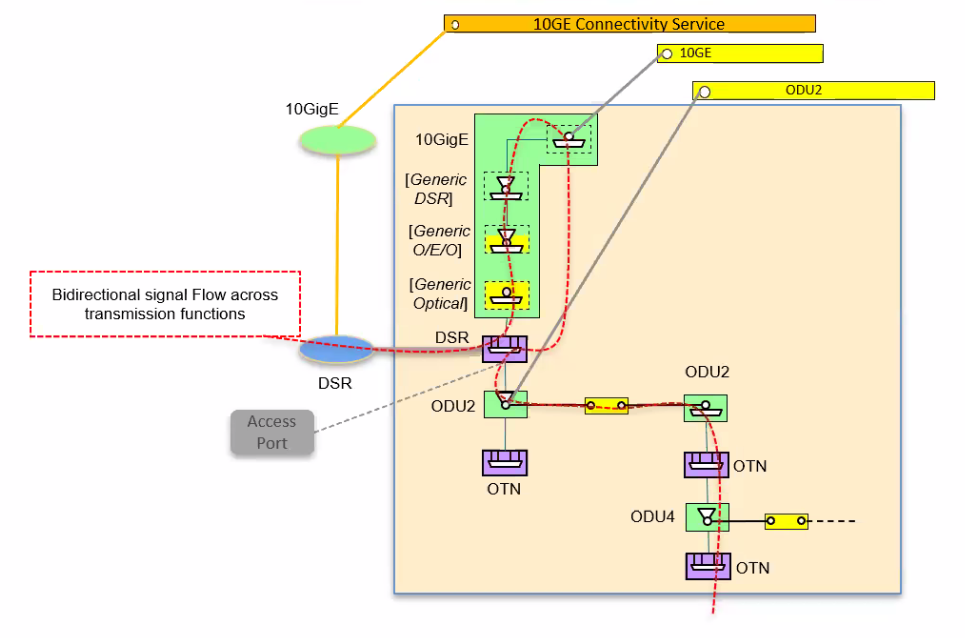 10GE Connectivity Service
10GE
ODU2
10GigE
10GigE
[Generic
DSR]
[Generic
O/E/O]
[Generic
Optical]
Bidirectional signal Flow across
transmission functions
DSR
DSR
ODU2
ODU2
Access
Port
OTN
OTN
ODU4
OTN